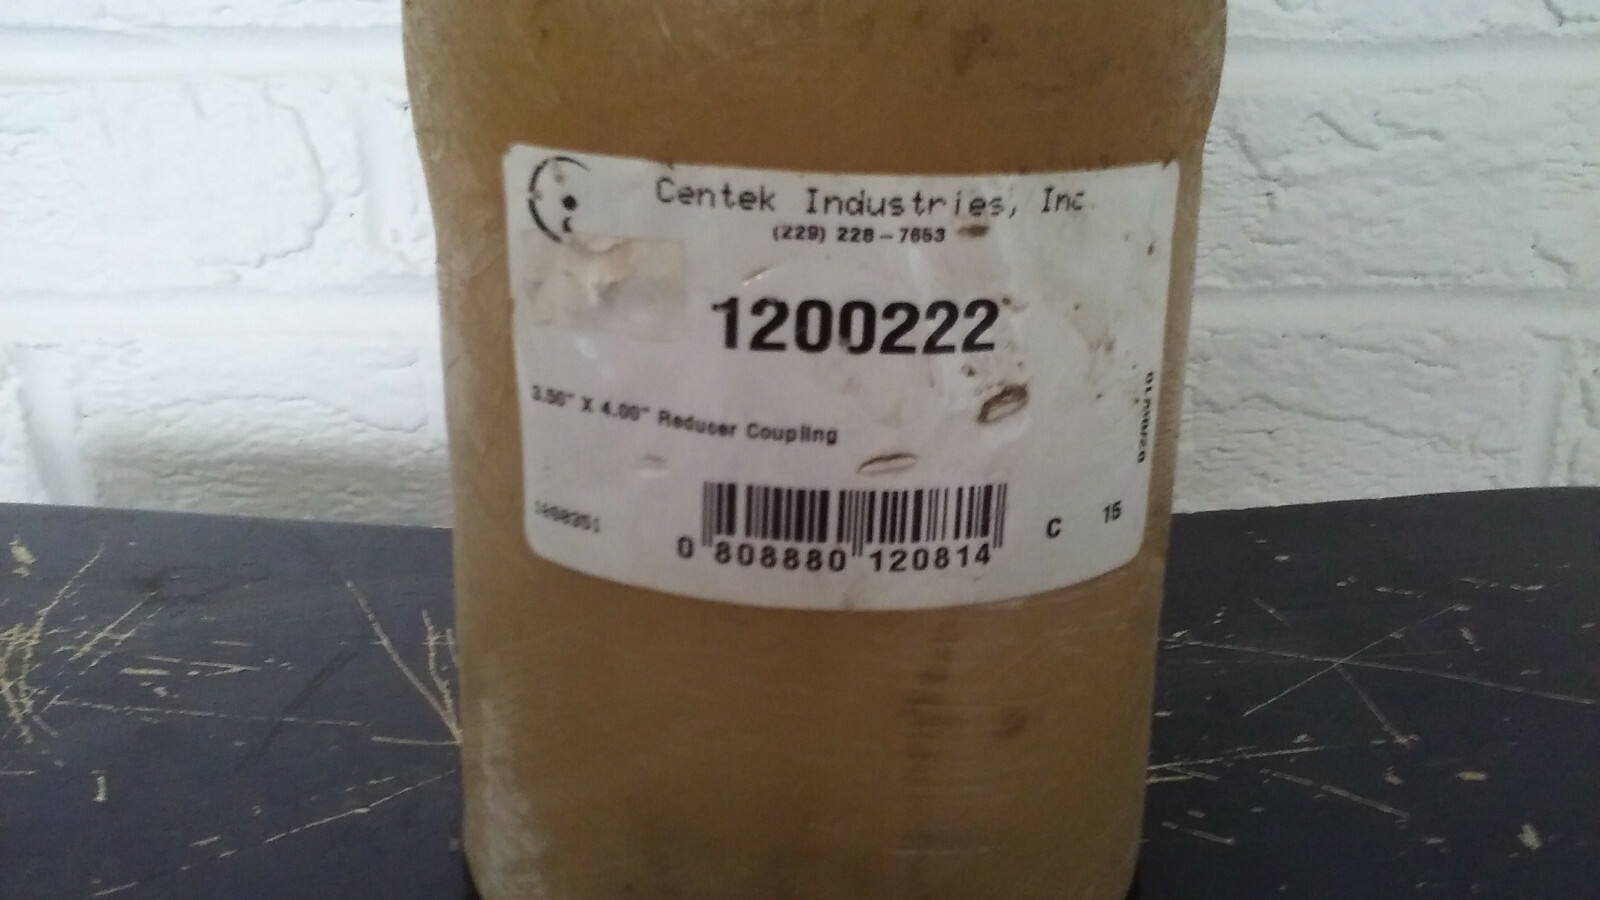 Centek Industries, Inc.
(229) 228-7653
1200222
3.50" X 4.00" Reducer Coupling
0 808880 120814
C 15